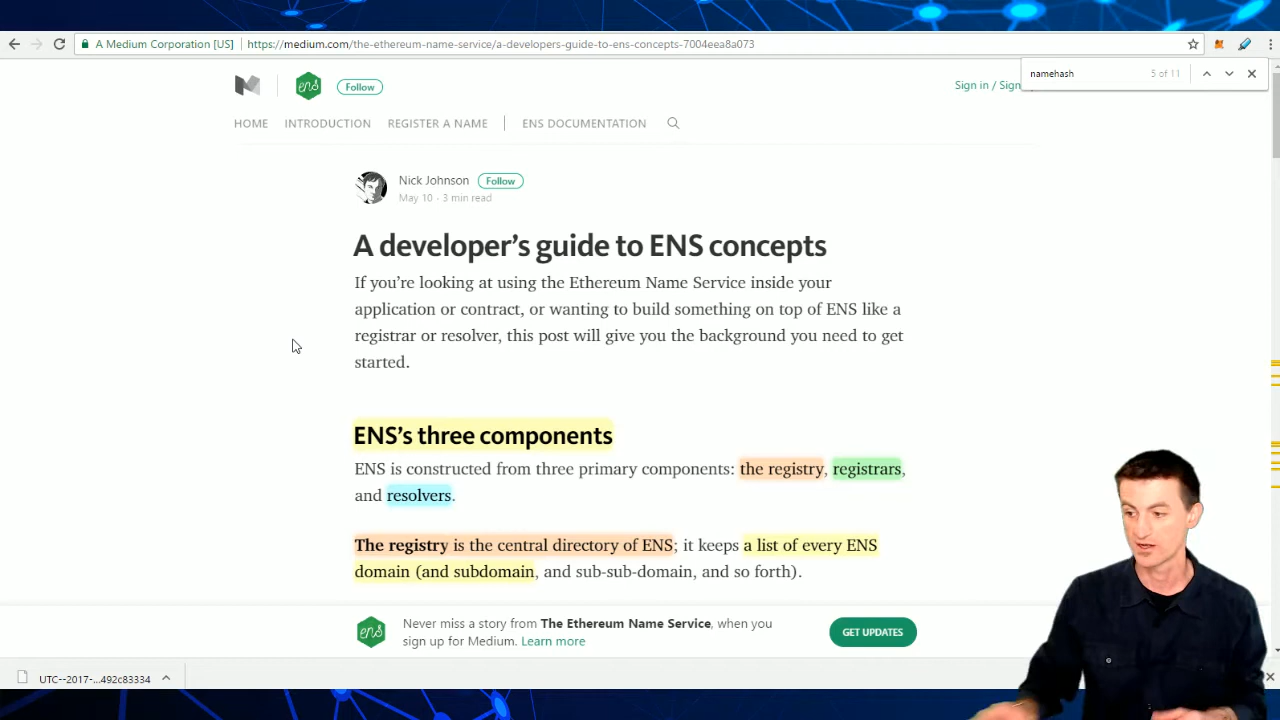 A Medium Corporation [US]
https://medium.com/the-ethereum-name-service/a-developers-guide-to-ens-concepts-7004eea8a073
namehash
5 of 11
ens
Follow
Sign in / Sign
HOME
INTRODUCTION
REGISTER A NAME
ENS DOCUMENTATION
Nick Johnson
Follow
May 10 · 3 min read
A developer’s guide to ENS concepts
If you’re looking at using the Ethereum Name Service inside your
application or contract, or wanting to build something on top of ENS like a
registrar or resolver, this post will give you the background you need to get
started.
ENS’s three components
ENS is constructed from three primary components: the registry, registrars,
and resolvers.
The registry is the central directory of ENS; it keeps a list of every ENS
domain (and subdomain, and sub-sub-domain, and so forth).
ens
Never miss a story from The Ethereum Name Service, when you
sign up for Medium. Learn more
GET UPDATES
UTC--2017-...492c83334